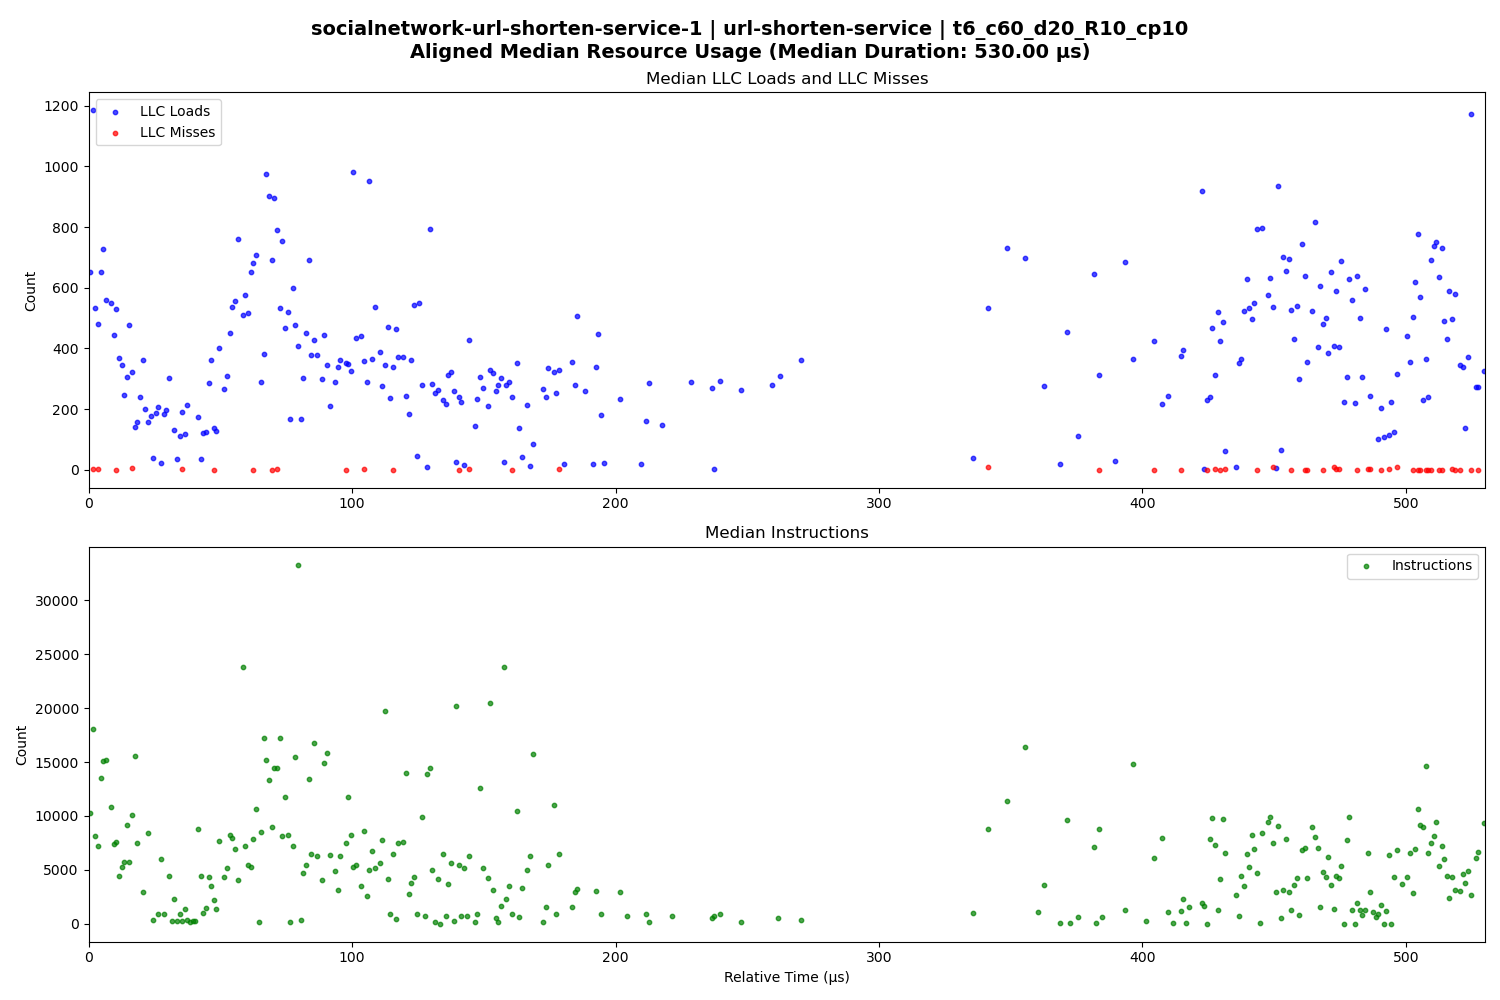 socialnetwork-url-shorten-service-1 | url-shorten-service | t6_c60_d20_R10_cp10
Aligned Median Resource Usage (Median Duration: 530.00 µs)
Median LLC Loads and LLC Misses
LLC Loads
LLC Misses
Count
1200
1000
800
600
400
200
0
0 100 200 300 400 500
Median Instructions
Instructions
Count
30000
25000
20000
15000
10000
5000
0
0 100 200 300 400 500
Relative Time (µs)